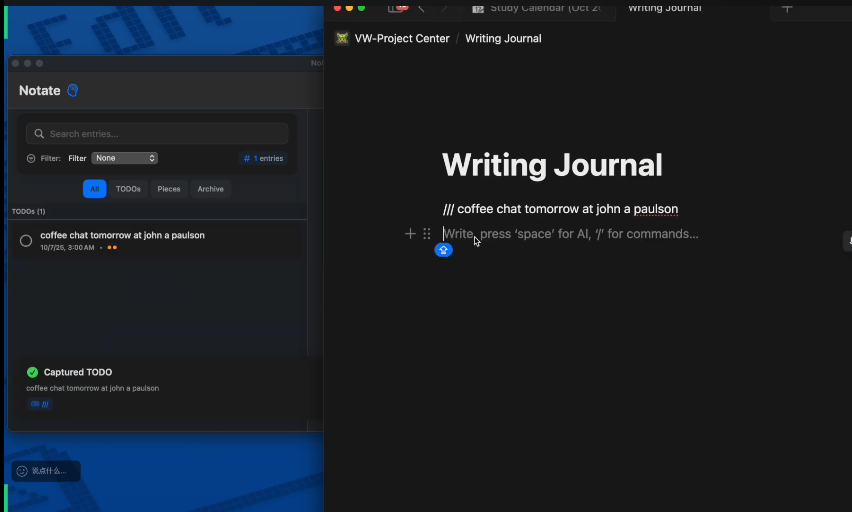 Notate
Search entries...
Filter: Filter None
# 1 entries
All TODOs Pieces Archive
TODOs (1)
coffee chat tomorrow at john a paulson
10/7/25, 3:00 AM
Captured TODO
coffee chat tomorrow at john a paulson
///
说点什么...
Study Calendar (Oct
Writing Journal
VW-Project Center / Writing Journal
Writing Journal
/// coffee chat tomorrow at john a paulson
Write, press ‘space’ for AI, ‘/’ for commands...